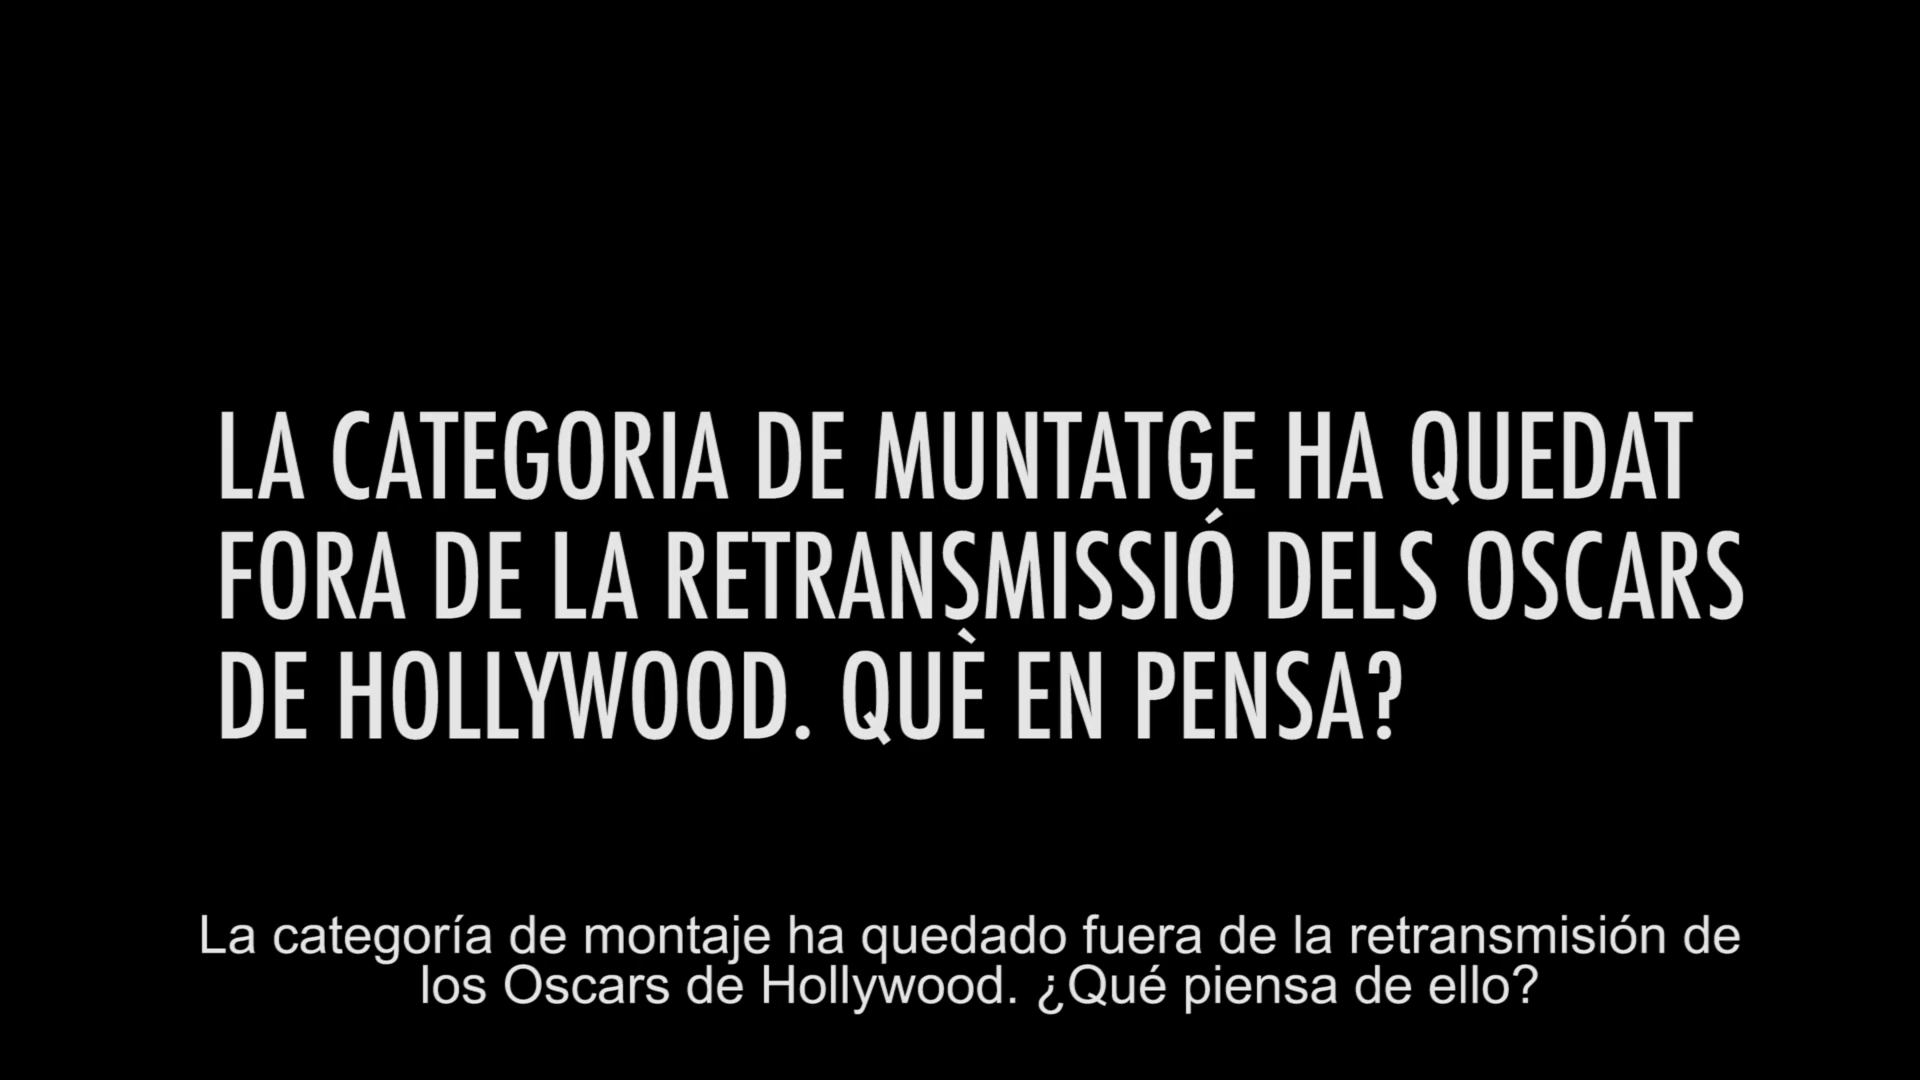 LA CATEGORIA DE MUNTATGE HA QUEDAT
FORA DE LA RETRANSMISSIÓ DELS OSCARS
DE HOLLYWOOD. QUÈ EN PENSA?
La categoría de montaje ha quedado fuera de la retransmisión de
los Oscars de Hollywood. ¿Qué piensa de ello?